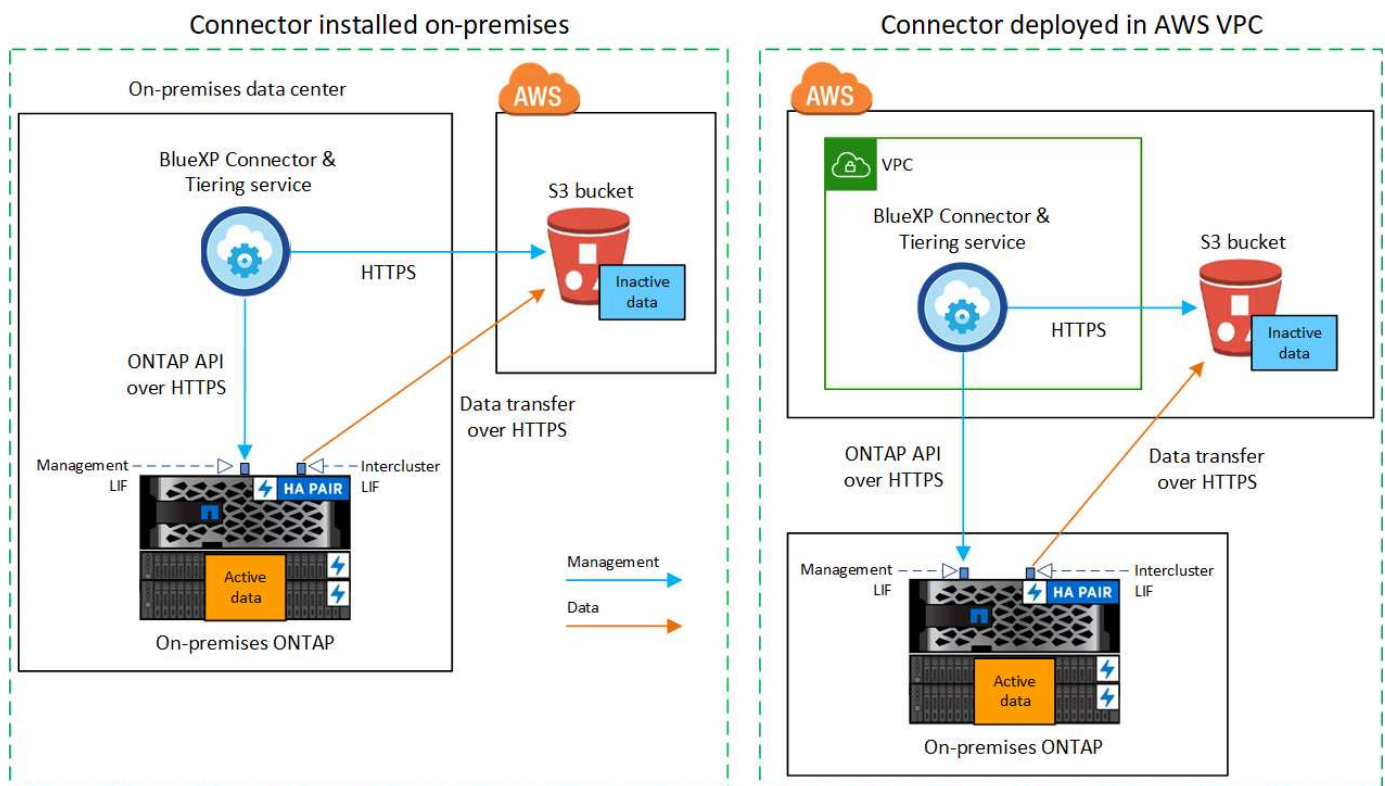 Connector installed on-premises
On-premises data center
AWS
BlueXP Connector &
Tiering service
S3 bucket
HTTPS
Inactive
data
ONTAP API
over HTTPS
Data transfer
over HTTPS
Management
LIF
Intercluster
LIF
HA PAIR
Active
data
On-premises ONTAP
Management
Data
Connector deployed in AWS VPC
AWS
VPC
BlueXP Connector &
Tiering service
S3 bucket
HTTPS
Inactive
data
ONTAP API
over HTTPS
Data transfer
over HTTPS
Management
LIF
Intercluster
LIF
HA PAIR
Active
data
On-premises ONTAP